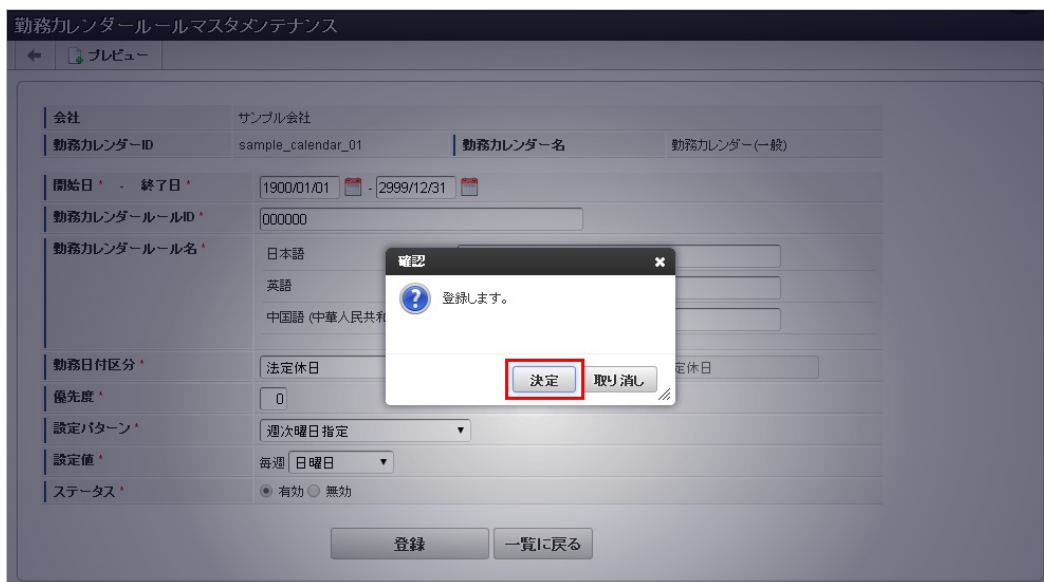 勤務カレンダールールマスタメンテナンス
プレビュー
会社 サンプル会社
勤務カレンダーID sample_calendar_01 勤務カレンダー名 勤務カレンダー(一般)
開始日* - 終了日* 1900/01/01 - 2999/12/31
勤務カレンダールールID* 000000
勤務カレンダールール名* 日本語
英語
中国語 (中華人民共和
確認
登録します。
決定 取り消し
勤務日付区分* 法定休日 定休日
優先度* 0
設定パターン* 週次曜日指定
設定値* 毎週 日曜日
ステータス* 有効 無効
登録 一覧に戻る